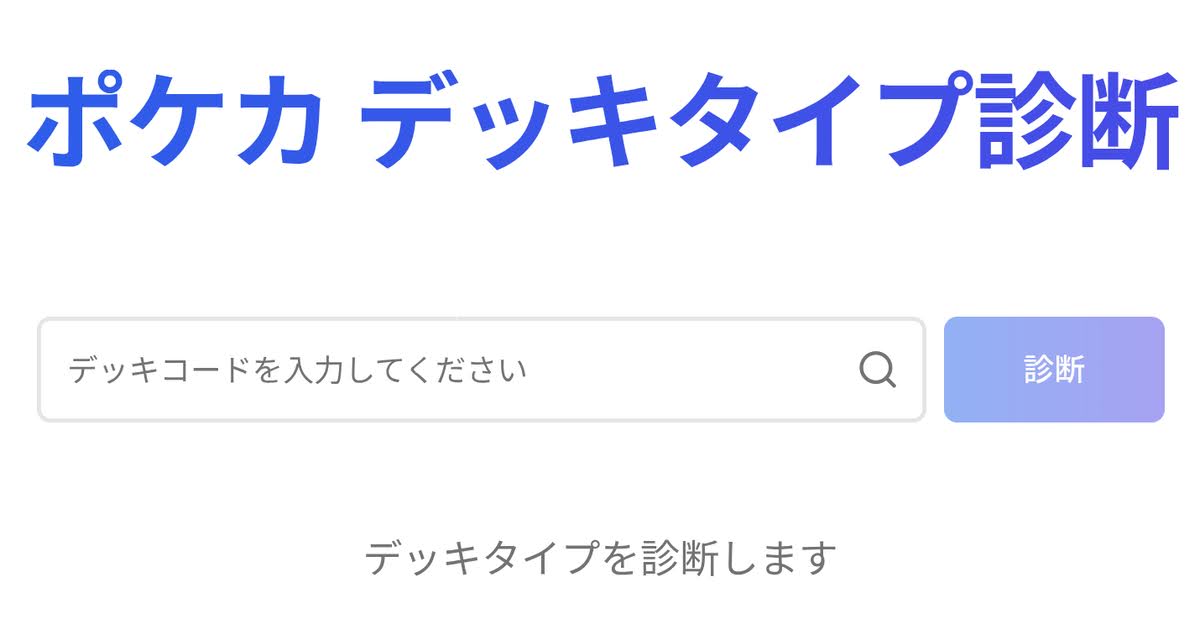 ポケカ デッキタイプ診断
デッキコードを入力してください
診断
デッキタイプを診断します